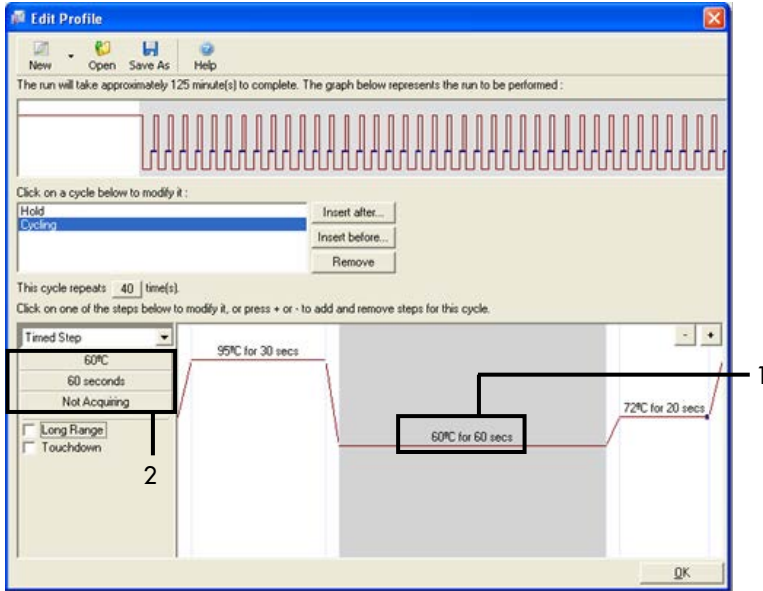 Edit Profile
New Open Save As Help
The run will take approximately 125 minute(s) to complete. The graph below represents the run to be performed :
Click on a cycle below to modify it :
Hold
Cycling
Insert after...
Insert before...
Remove
This cycle repeats 40 time(s).
Click on one of the steps below to modify it, or press + or - to add and remove steps for this cycle.
Timed Step
60ºC
60 seconds
Not Acquiring
Long Range
Touchdown
2
95ºC for 30 secs
60ºC for 60 secs
72ºC for 20 secs
- +
1
OK